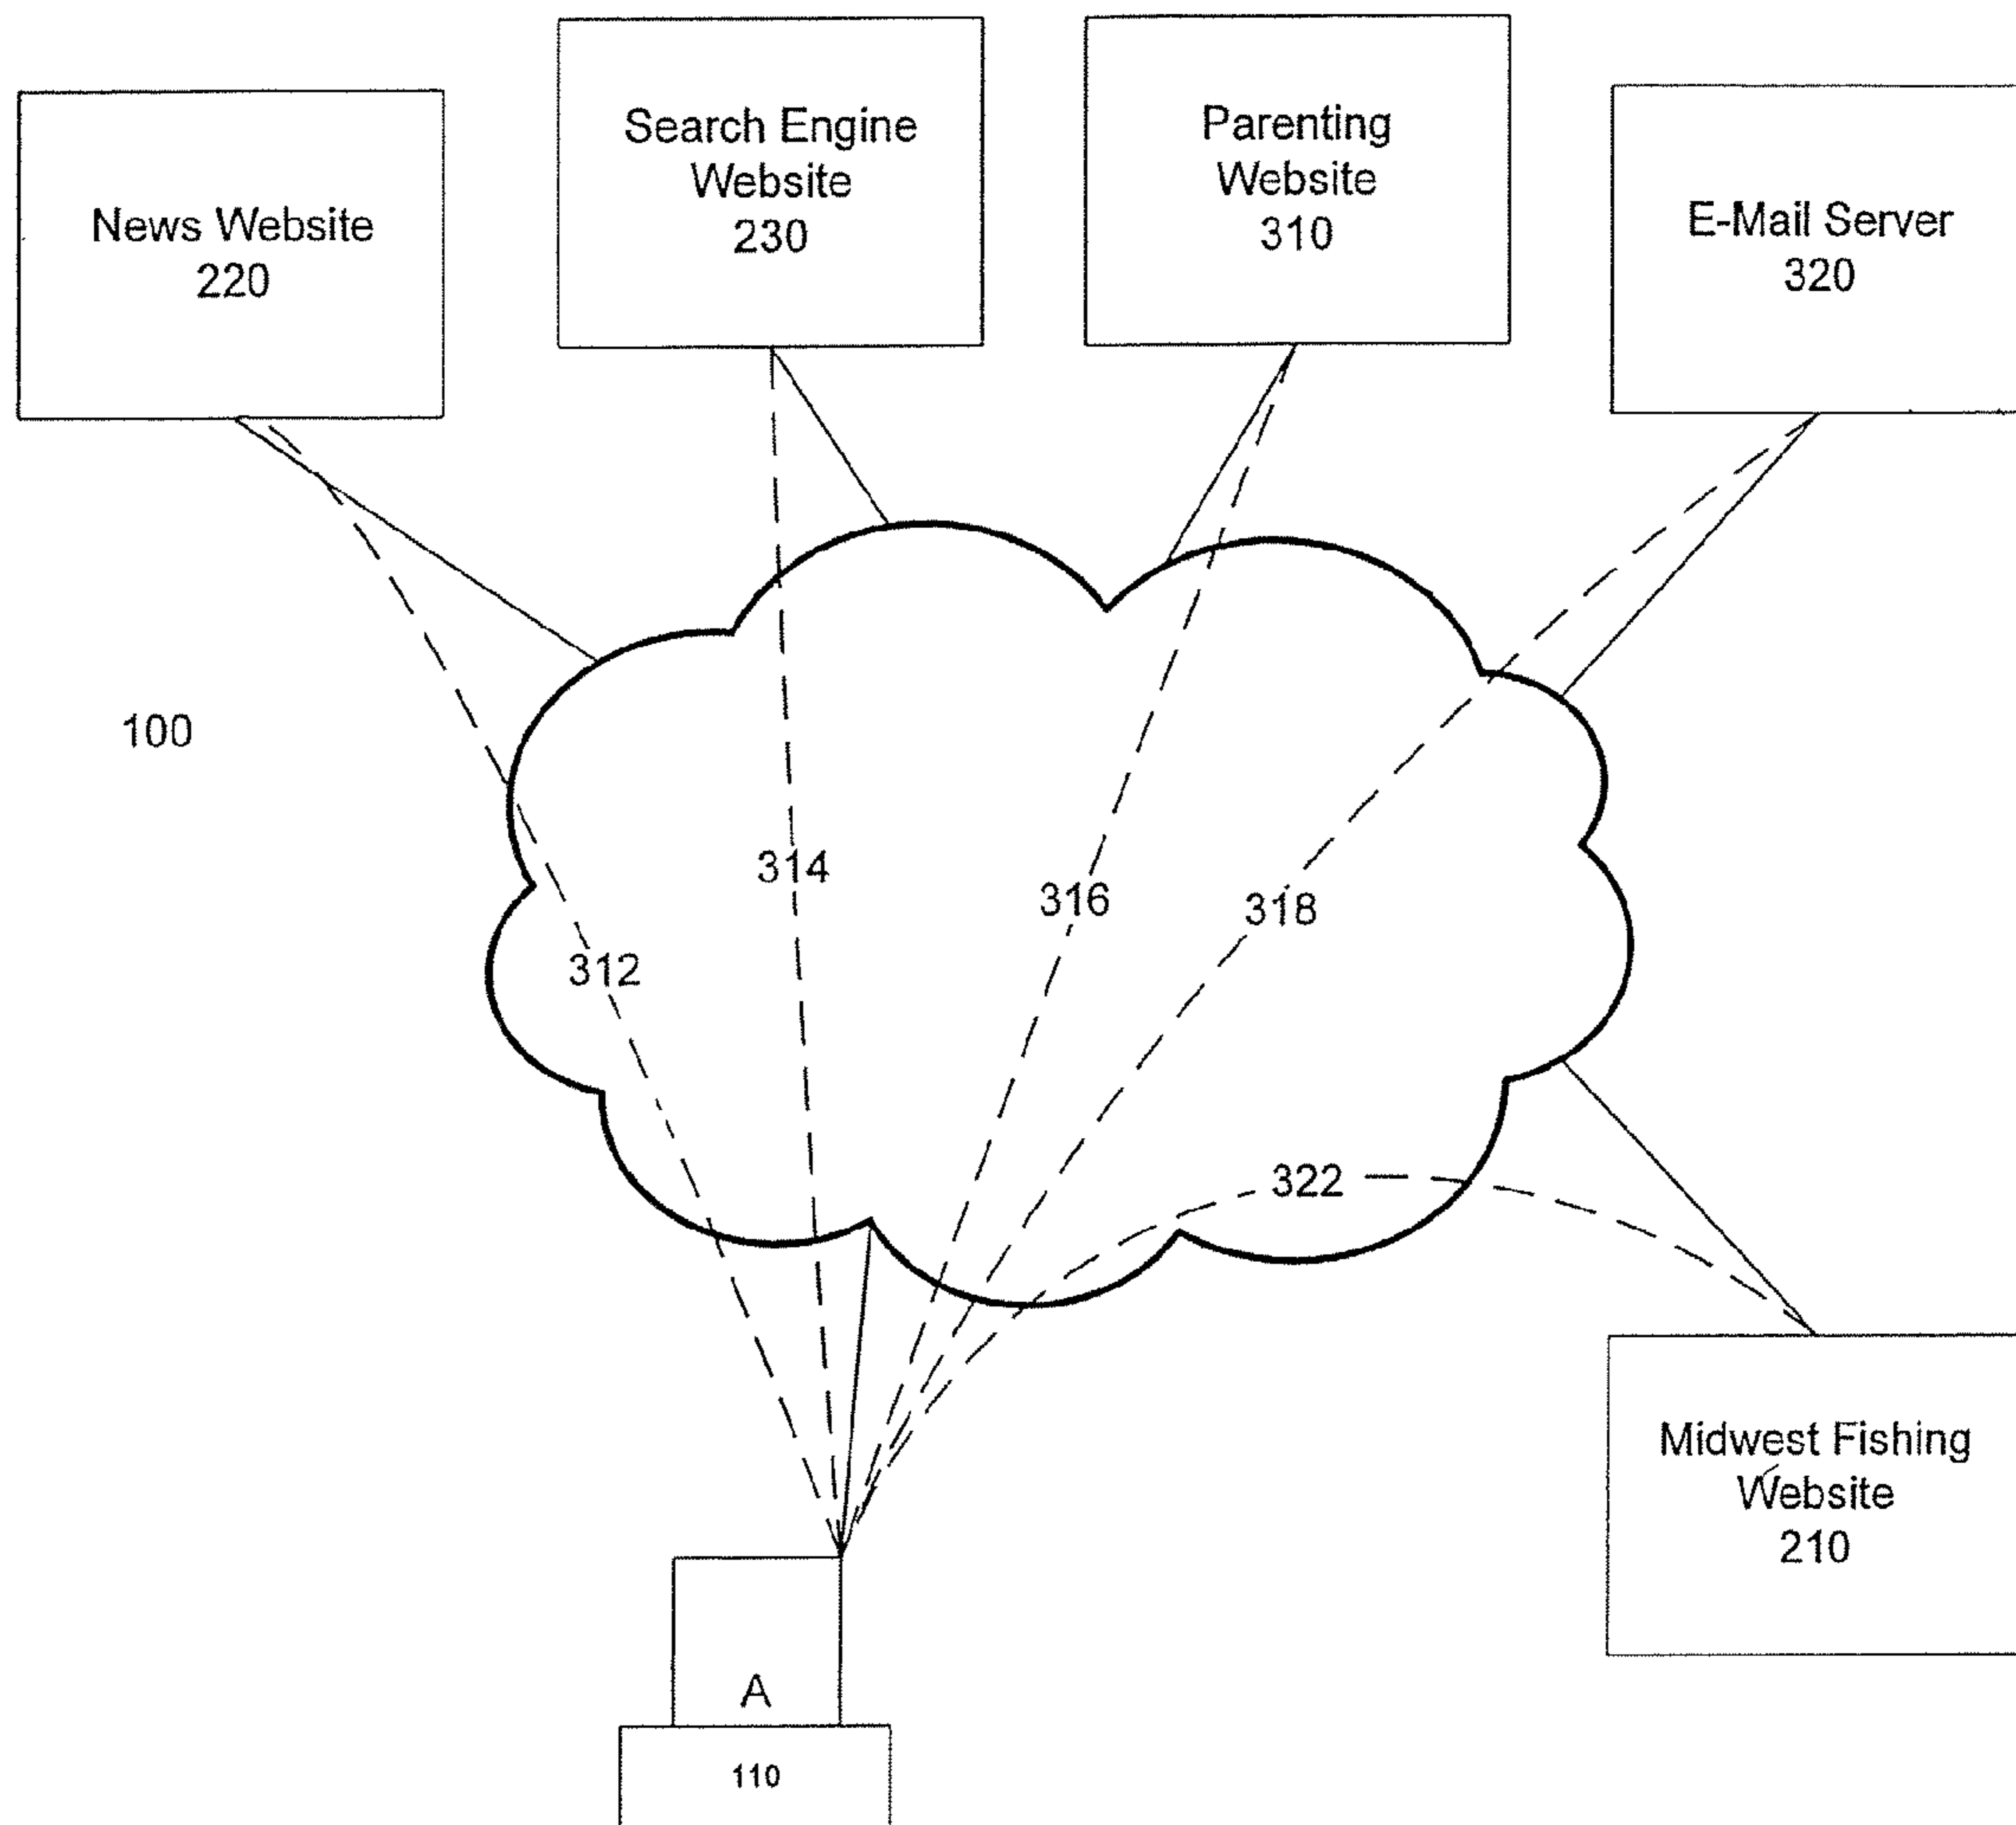 News Website
220
Search Engine
Website
230
Parenting
Website
310
E-Mail Server
320
100
314
316
318
312
322
Midwest Fishing
Website
210
A
110